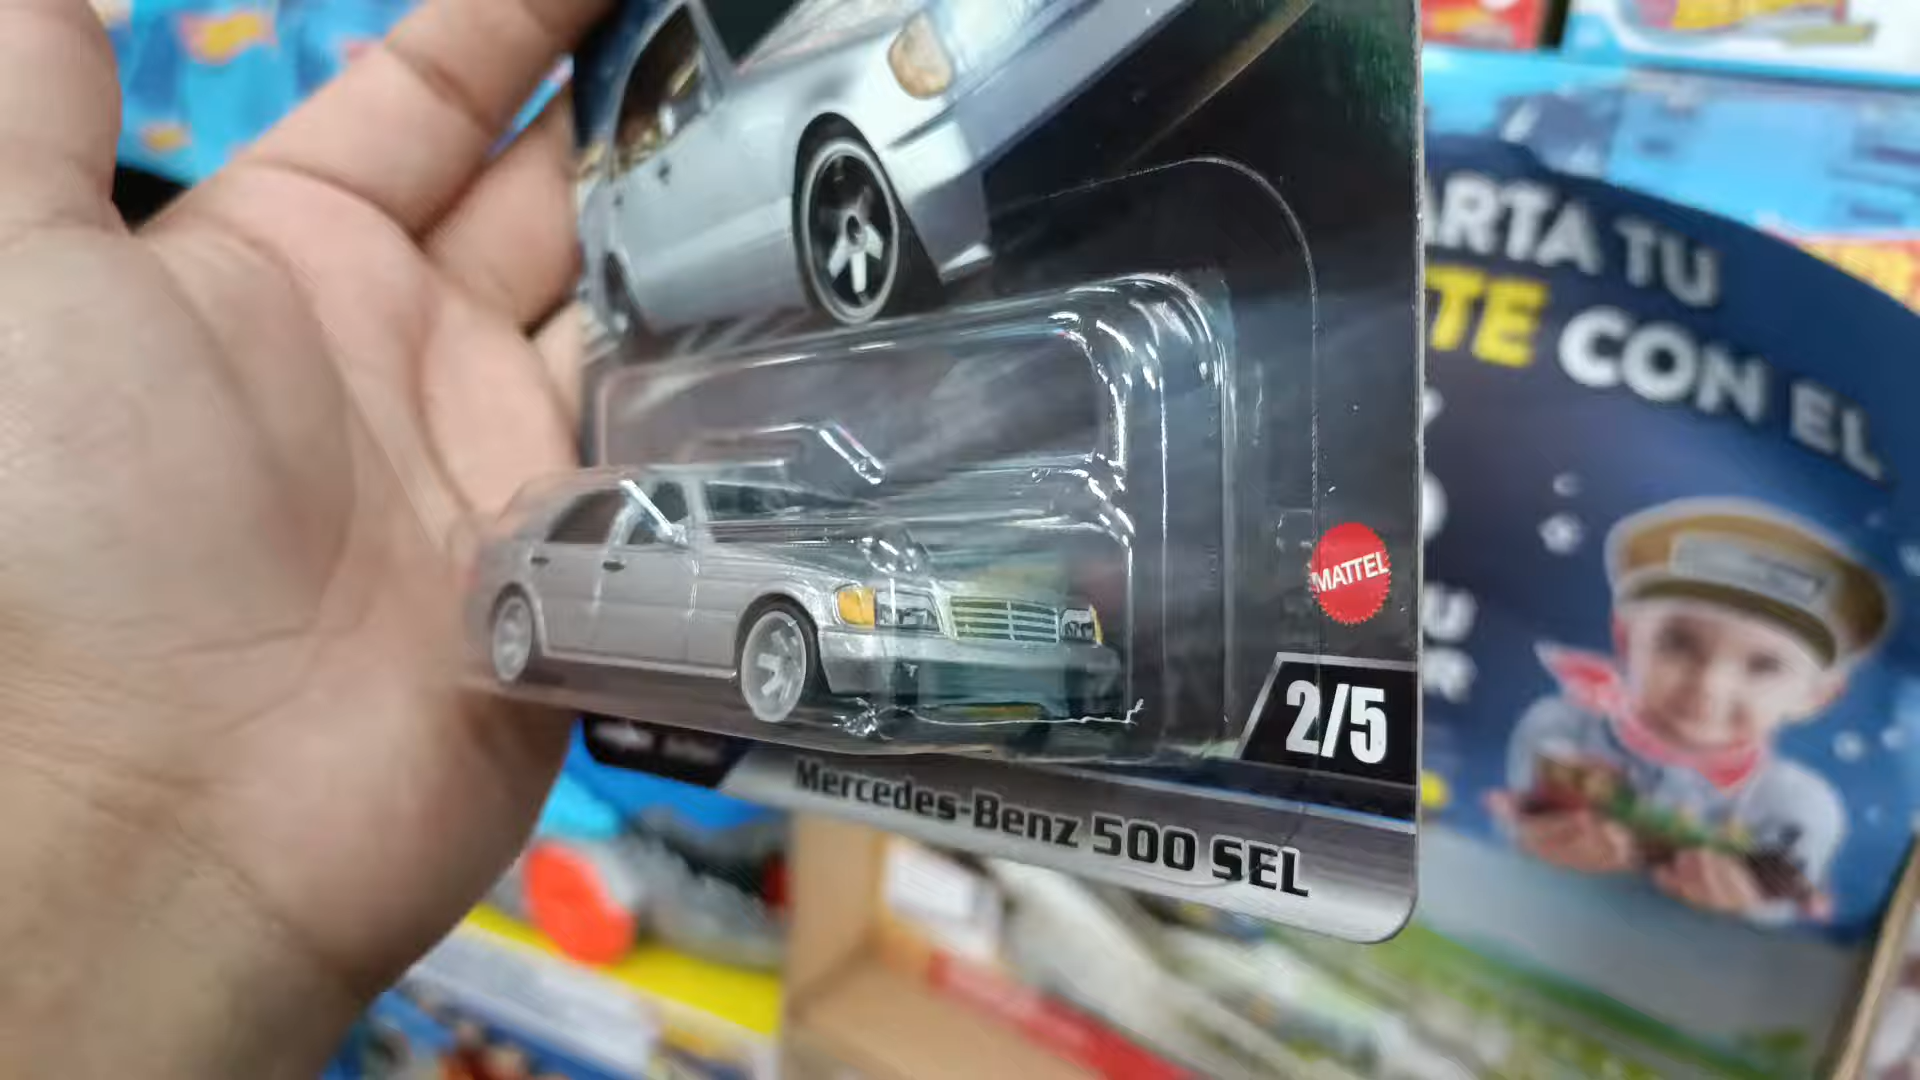 MATTEL
2/5
Mercedes-Benz 500 SEL
ARTA TU
TE CON EL